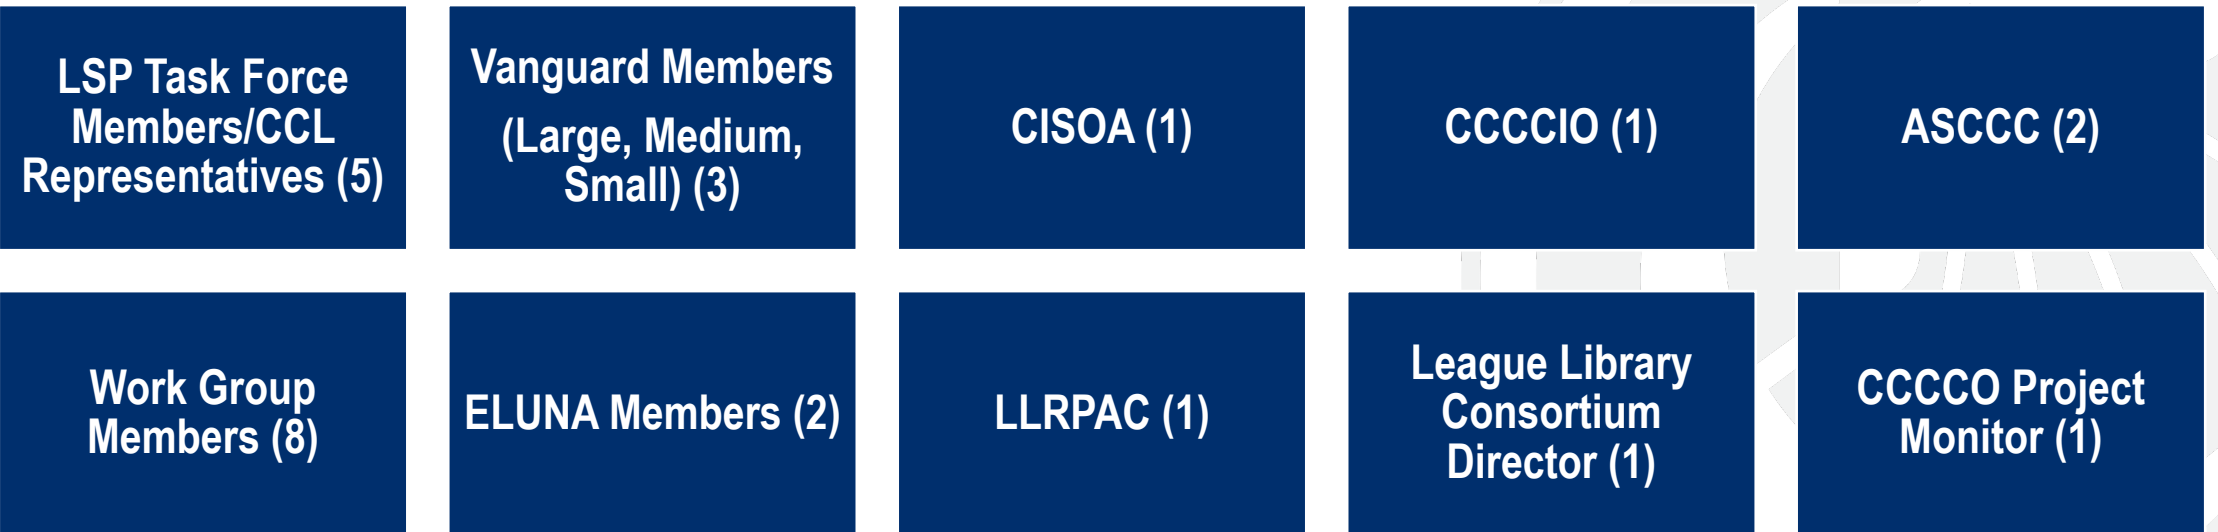 LSP Task Force
Members/CCL
Representatives (5)
Vanguard Members
(Large, Medium,
Small) (3)
CISOA (1)
CCCCIO (1)
ASCCC (2)
Work Group
Members (8)
ELUNA Members (2)
LLRPAC (1)
League Library
Consortium
Director (1)
CCCCO Project
Monitor (1)